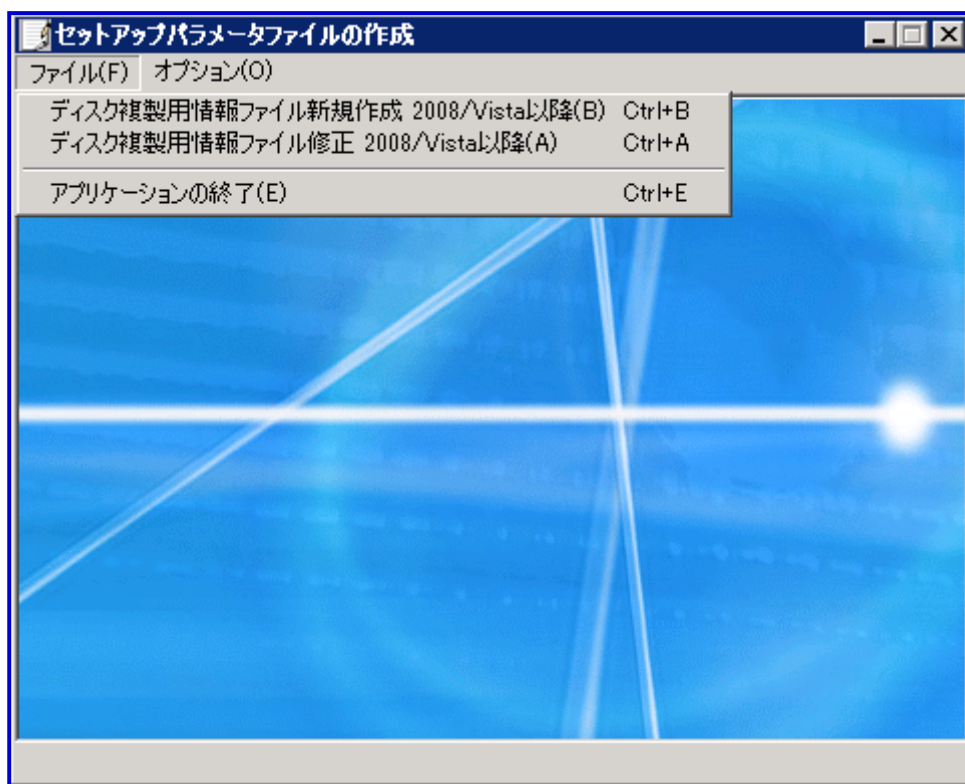 セットアップパラメータファイルの作成
ファイル(F) オプション(O)
ディスク複製用情報ファイル新規作成 2008/Vista以降(B) Ctrl+B
ディスク複製用情報ファイル修正 2008/Vista以降(A) Ctrl+A
アプリケーションの終了(E) Ctrl+E